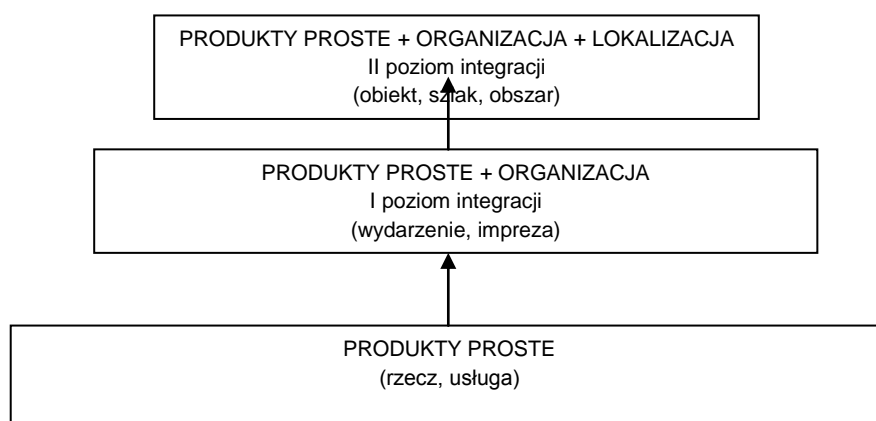 PRODUKTY PROSTE + ORGANIZACJA + LOKALIZACJA
II poziom integracji
(obiekt, szlak, obszar)
PRODUKTY PROSTE + ORGANIZACJA
I poziom integracji
(wydarzenie, impreza)
PRODUKTY PROSTE
(rzecz, usługa)